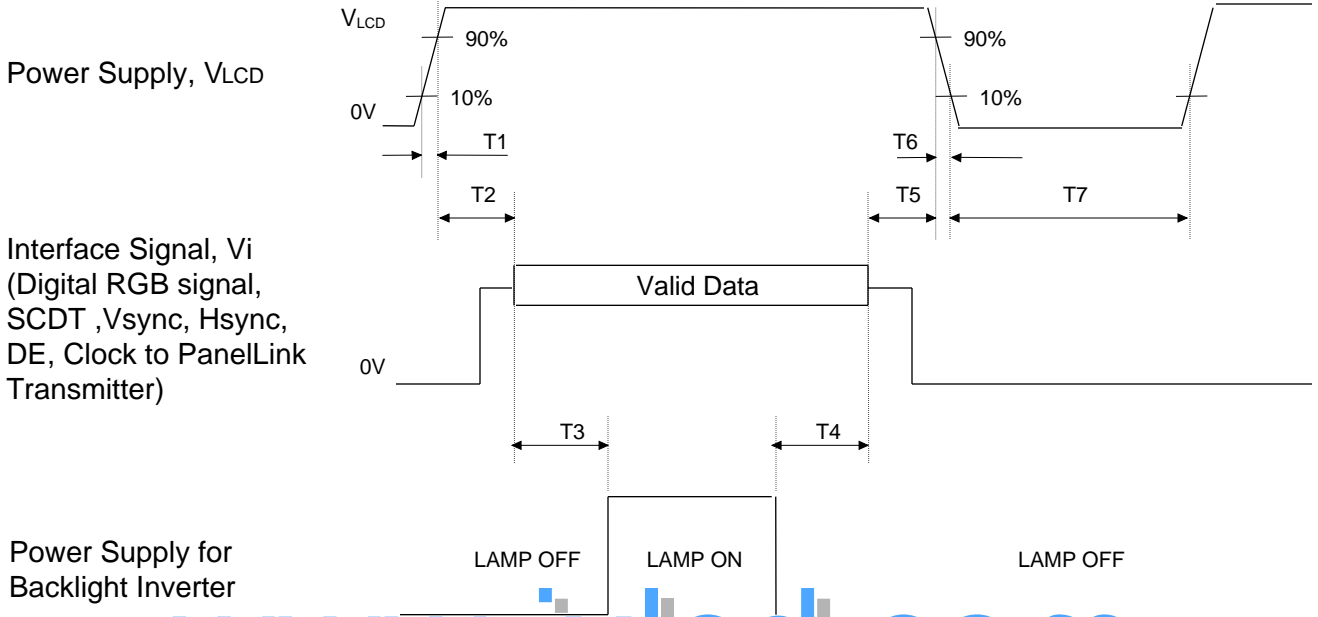 VLCD
90%
90%
Power Supply, VLCD
10%
10%
0V
T1
T6
T2
T5
T7
Interface Signal, Vi
(Digital RGB signal,
SCDT ,Vsync, Hsync,
DE, Clock to PanelLink
Transmitter)
Valid Data
0V
T3
T4
Power Supply for
Backlight Inverter
LAMP OFF
LAMP ON
LAMP OFF